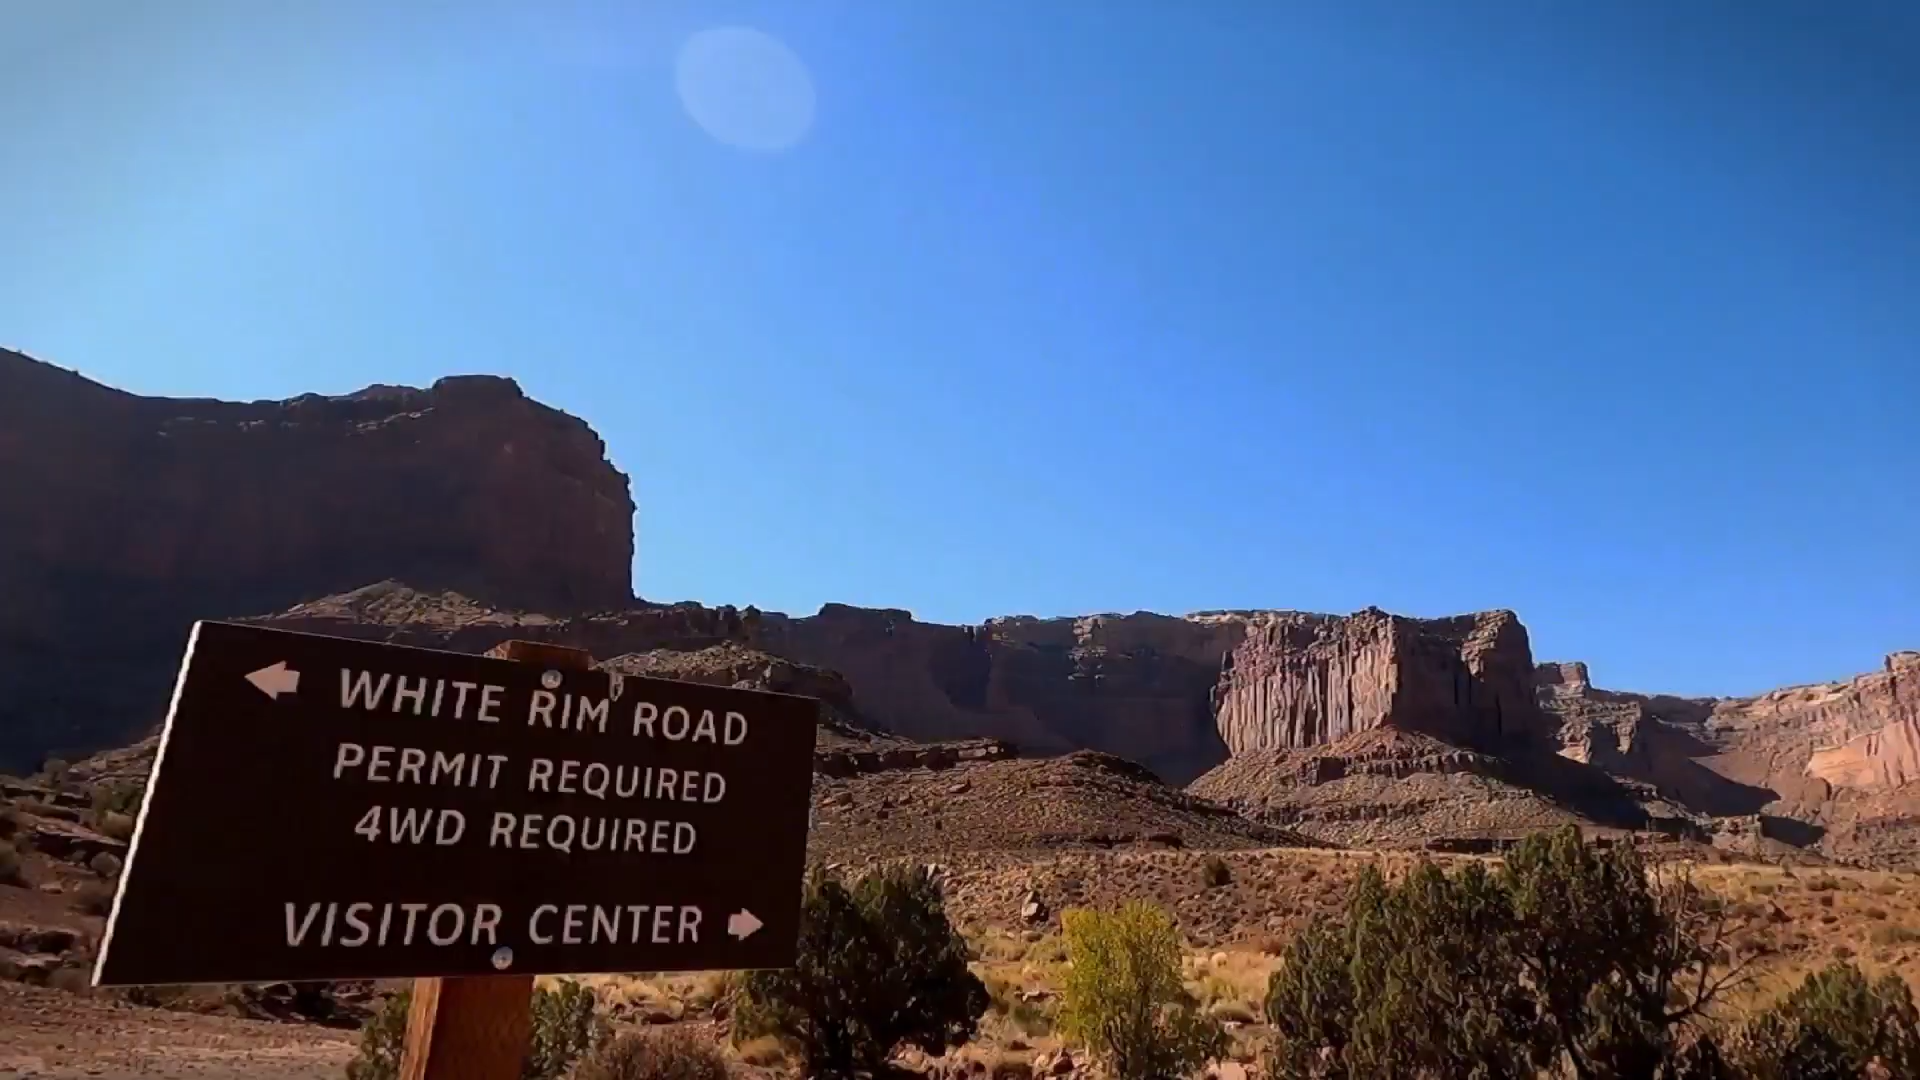 WHITE RIM ROAD
PERMIT REQUIRED
4WD REQUIRED
VISITOR CENTER